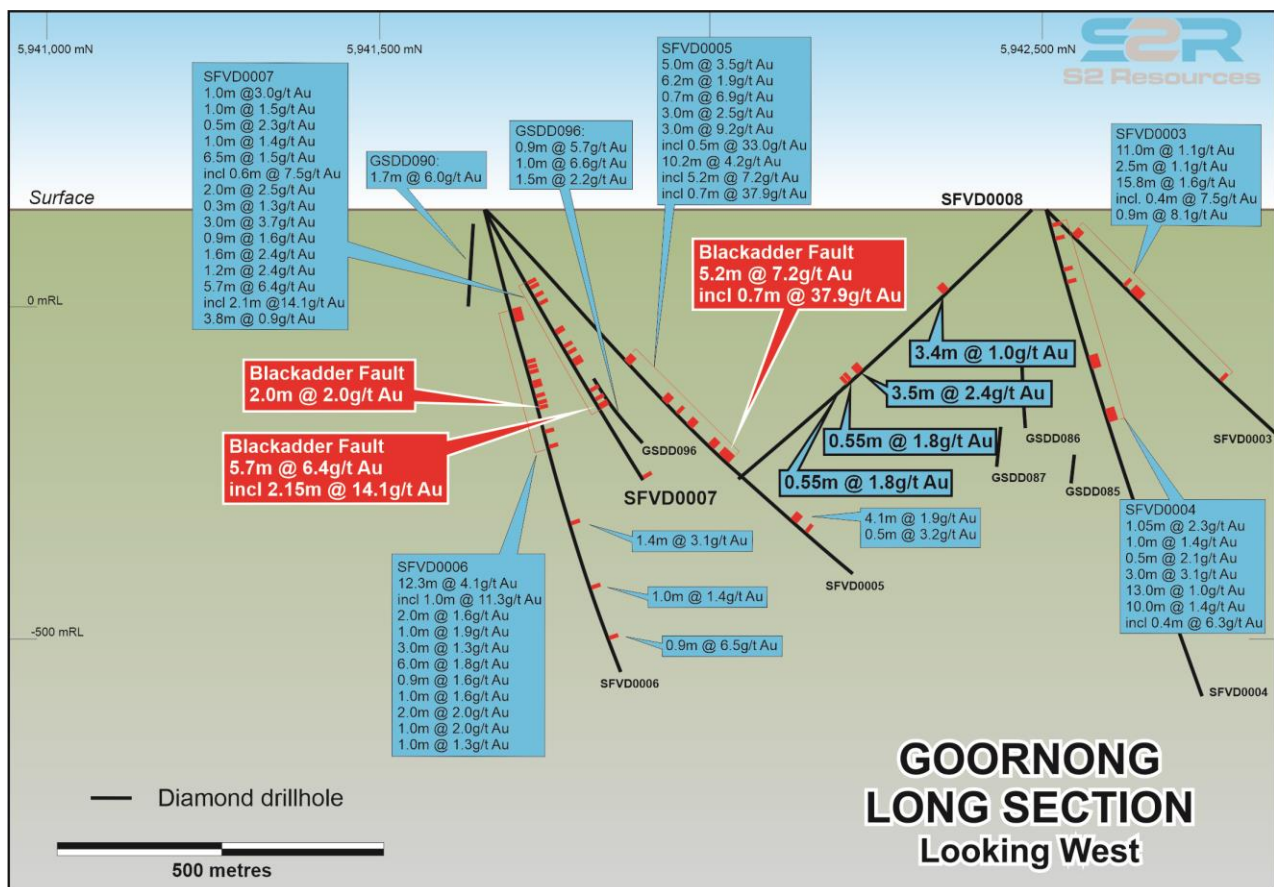 5,941,000 mN
5,941,500 mN
5,942,500 mN
S2R
S2 Resources
SFVD0007
1.0m @3.0g/t Au
1.0m @ 1.5g/t Au
0.5m @ 2.3g/t Au
1.0m @ 1.4g/t Au
6.5m @ 1.5g/t Au
incl 0.6m @ 7.5g/t Au
2.0m @ 2.5g/t Au
0.3m @ 1.3g/t Au
3.0m @ 3.7g/t Au
0.9m @ 1.6g/t Au
1.6m @ 2.4g/t Au
1.2m @ 2.4g/t Au
5.7m @ 6.4g/t Au
incl 2.1m @14.1g/t Au
3.8m @ 0.9g/t Au
GSDD090:
1.7m @ 6.0g/t Au
GSDD096:
0.9m @ 5.7g/t Au
1.0m @ 6.6g/t Au
1.5m @ 2.2g/t Au
SFVD0005
5.0m @ 3.5g/t Au
6.2m @ 1.9g/t Au
0.7m @ 6.9g/t Au
3.0m @ 2.5g/t Au
3.0m @ 9.2g/t Au
incl 0.5m @ 33.0g/t Au
10.2m @ 4.2g/t Au
incl 5.2m @ 7.2g/t Au
incl 0.7m @ 37.9g/t Au
SFVD0003
11.0m @ 1.1g/t Au
2.5m @ 1.1g/t Au
15.8m @ 1.6g/t Au
incl. 0.4m @ 7.5g/t Au
0.9m @ 8.1g/t Au
Surface
SFVD0008
Blackadder Fault
5.2m @ 7.2g/t Au
incl 0.7m @ 37.9g/t Au
0 mRL
3.4m @ 1.0g/t Au
3.5m @ 2.4g/t Au
Blackadder Fault
2.0m @ 2.0g/t Au
0.55m @ 1.8g/t Au
GSDD086
SFVD0003
Blackadder Fault
5.7m @ 6.4g/t Au
incl 2.15m @ 14.1g/t Au
GSDD096
0.55m @ 1.8g/t Au
GSDD087
GSDD085
SFVD0007
4.1m @ 1.9g/t Au
0.5m @ 3.2g/t Au
1.4m @ 3.1g/t Au
SFVD0004
1.05m @ 2.3g/t Au
1.0m @ 1.4g/t Au
0.5m @ 2.1g/t Au
3.0m @ 3.1g/t Au
13.0m @ 1.0g/t Au
10.0m @ 1.4g/t Au
incl 0.4m @ 6.3g/t Au
SFVD0006
12.3m @ 4.1g/t Au
incl 1.0m @ 11.3g/t Au
2.0m @ 1.6g/t Au
1.0m @ 1.9g/t Au
3.0m @ 1.3g/t Au
6.0m @ 1.8g/t Au
0.9m @ 1.6g/t Au
1.0m @ 1.6g/t Au
2.0m @ 2.0g/t Au
1.0m @ 2.0g/t Au
1.0m @ 1.3g/t Au
SFVD0005
1.0m @ 1.4g/t Au
-500 mRL
0.9m @ 6.5g/t Au
SFVD0006
SFVD0004
GOORNONG
LONG SECTION
Looking West
Diamond drillhole
500 metres